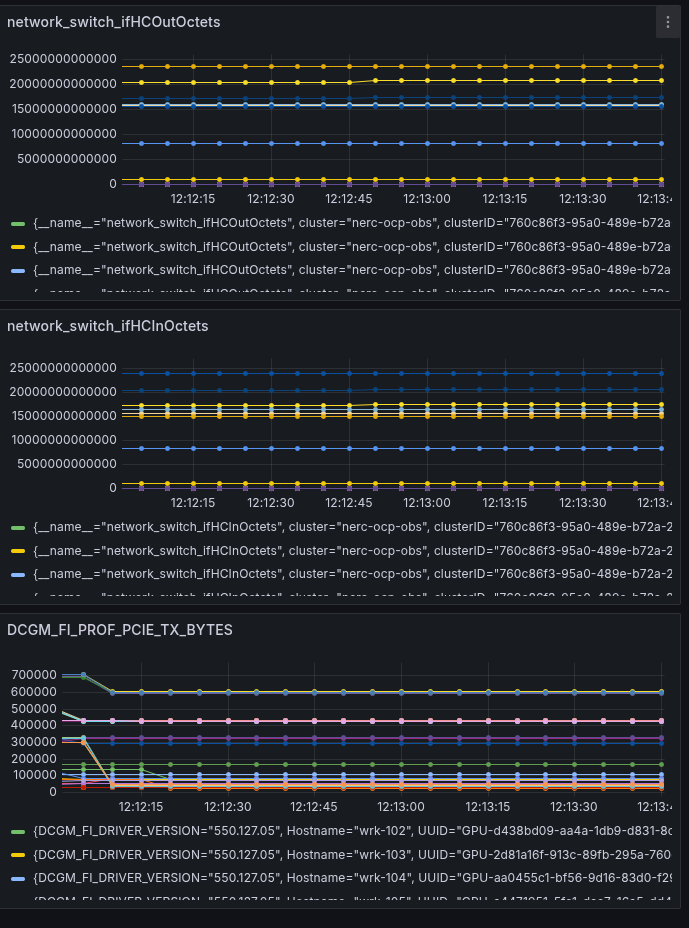 network_switch_ifHCOutOctets
25000000000000
20000000000000
15000000000000
10000000000000
5000000000000
0
12:12:15 12:12:30 12:12:45 12:13:00 12:13:15 12:13:30 12:13:4
{__name__="network_switch_ifHCOutOctets", cluster="nerc-ocp-obs", clusterID="760c86f3-95a0-489e-b72a
{__name__="network_switch_ifHCOutOctets", cluster="nerc-ocp-obs", clusterID="760c86f3-95a0-489e-b72a
{__name__="network_switch_ifHCOutOctets", cluster="nerc-ocp-obs", clusterID="760c86f3-95a0-489e-b72a
network_switch_ifHCInOctets
25000000000000
20000000000000
15000000000000
10000000000000
5000000000000
0
12:12:15 12:12:30 12:12:45 12:13:00 12:13:15 12:13:30 12:13:4
{__name__="network_switch_ifHCInOctets", cluster="nerc-ocp-obs", clusterID="760c86f3-95a0-489e-b72a-2
{__name__="network_switch_ifHCInOctets", cluster="nerc-ocp-obs", clusterID="760c86f3-95a0-489e-b72a-2
{__name__="network_switch_ifHCInOctets", cluster="nerc-ocp-obs", clusterID="760c86f3-95a0-489e-b72a-2
DCGM_FI_PROF_PCIE_TX_BYTES
700000
600000
500000
400000
300000
200000
100000
0
12:12:15 12:12:30 12:12:45 12:13:00 12:13:15 12:13:30 12:13:4
{DCGM_FI_DRIVER_VERSION="550.127.05", Hostname="wrk-102", UUID="GPU-d438bd09-aa4a-1db9-d831-8c
{DCGM_FI_DRIVER_VERSION="550.127.05", Hostname="wrk-103", UUID="GPU-2d81a16f-913c-89fb-295a-760
{DCGM_FI_DRIVER_VERSION="550.127.05", Hostname="wrk-104", UUID="GPU-aa0455c1-bf56-9d16-83d0-f29